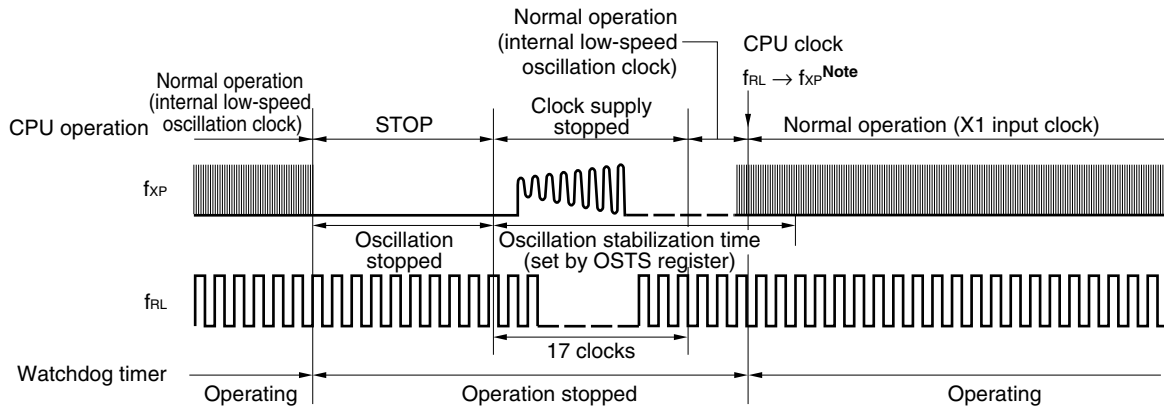 Normal operation
(internal low-speed
oscillation clock)
CPU clock
fRL → fXPNote
Normal operation
(internal low-speed
oscillation clock)
CPU operation
STOP
Clock supply
stopped
Normal operation (X1 input clock)
fXP
Oscillation
stopped
Oscillation stabilization time
(set by OSTS register)
fRL
17 clocks
Watchdog timer
Operating
Operation stopped
Operating